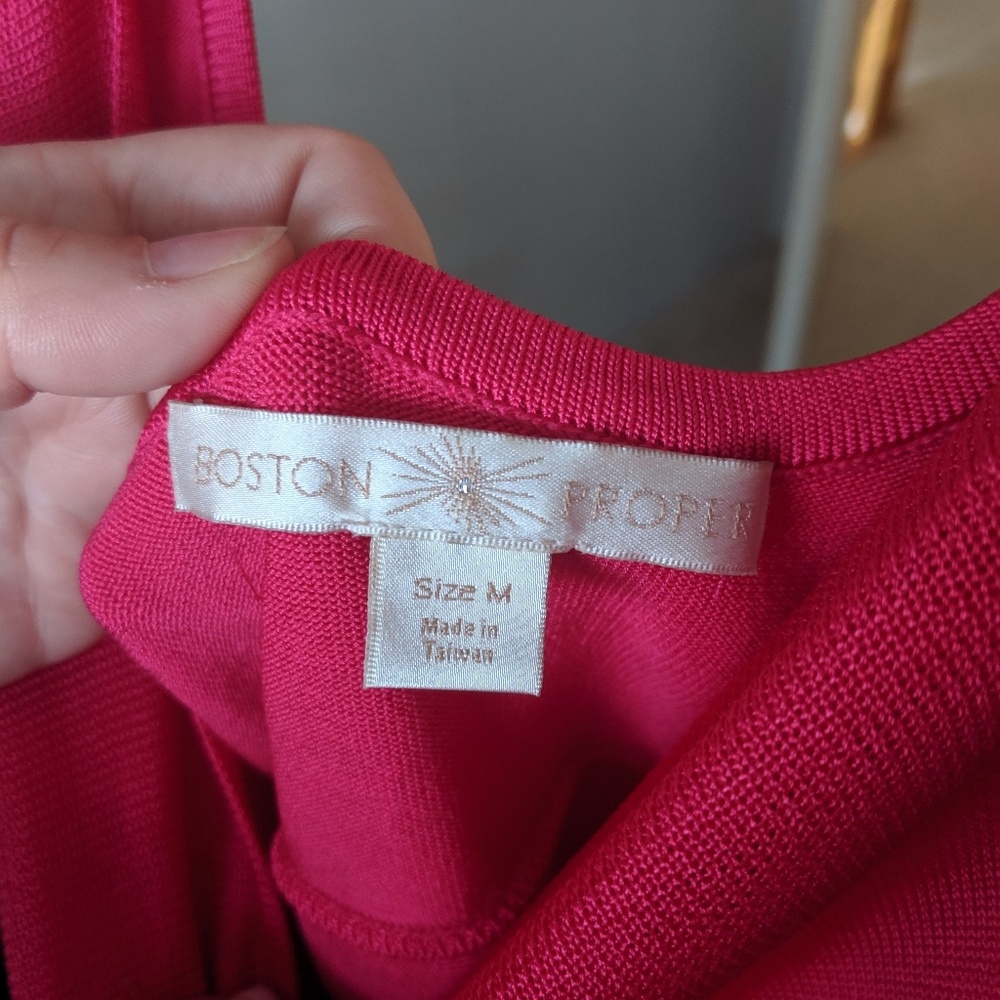 BOSTON PROPER
Size M
Made in
Taiwan